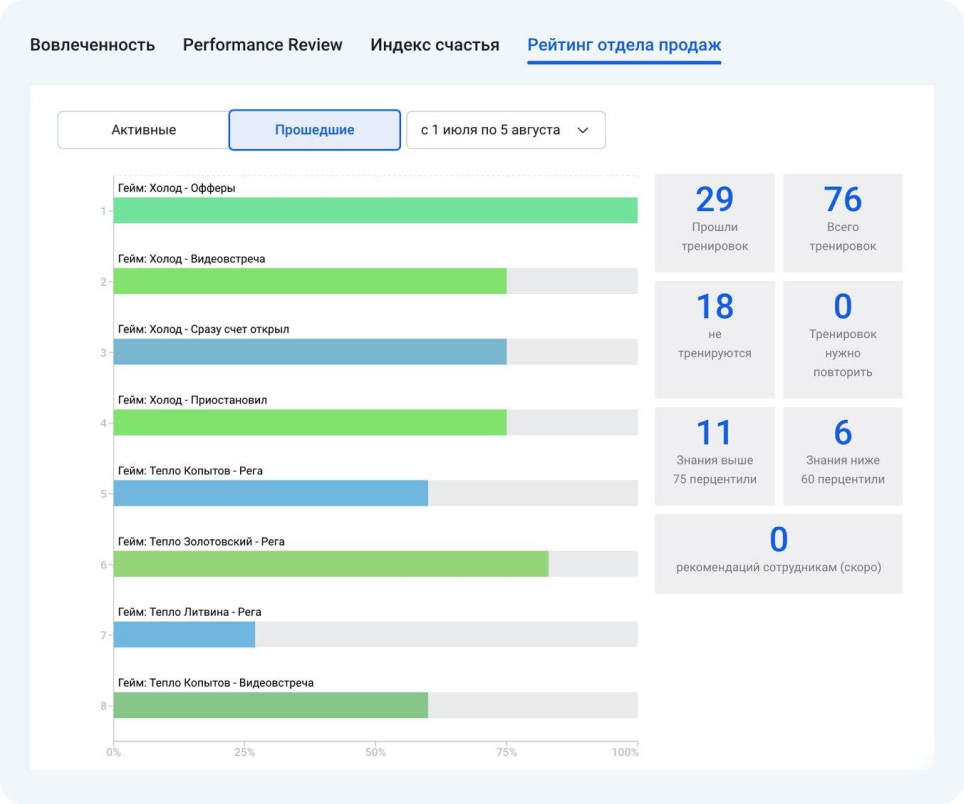 Вовлеченность Performance Review Индекс счастья Рейтинг отдела продаж
Активные Прошедшие с 1 июля по 5 августа
Гейм: Холод - Офферы
1
Гейм: Холод - Видеовстреча
2
Гейм: Холод - Сразу счет открыл
3
Гейм: Холод - Приостановил
4
Гейм: Тепло Копытов - Рега
5
Гейм: Тепло Золотовский - Рега
6
Гейм: Тепло Литвина - Рега
7
Гейм: Тепло Копытов - Видеовстреча
8
0% 25% 50% 75% 100%
29
Прошли
тренировок
76
Всего
тренировок
18
не
тренируются
0
Тренировок
нужно
повторить
11
Знания выше
75 перцентили
6
Знания ниже
60 перцентили
0
рекомендаций сотрудникам (скоро)